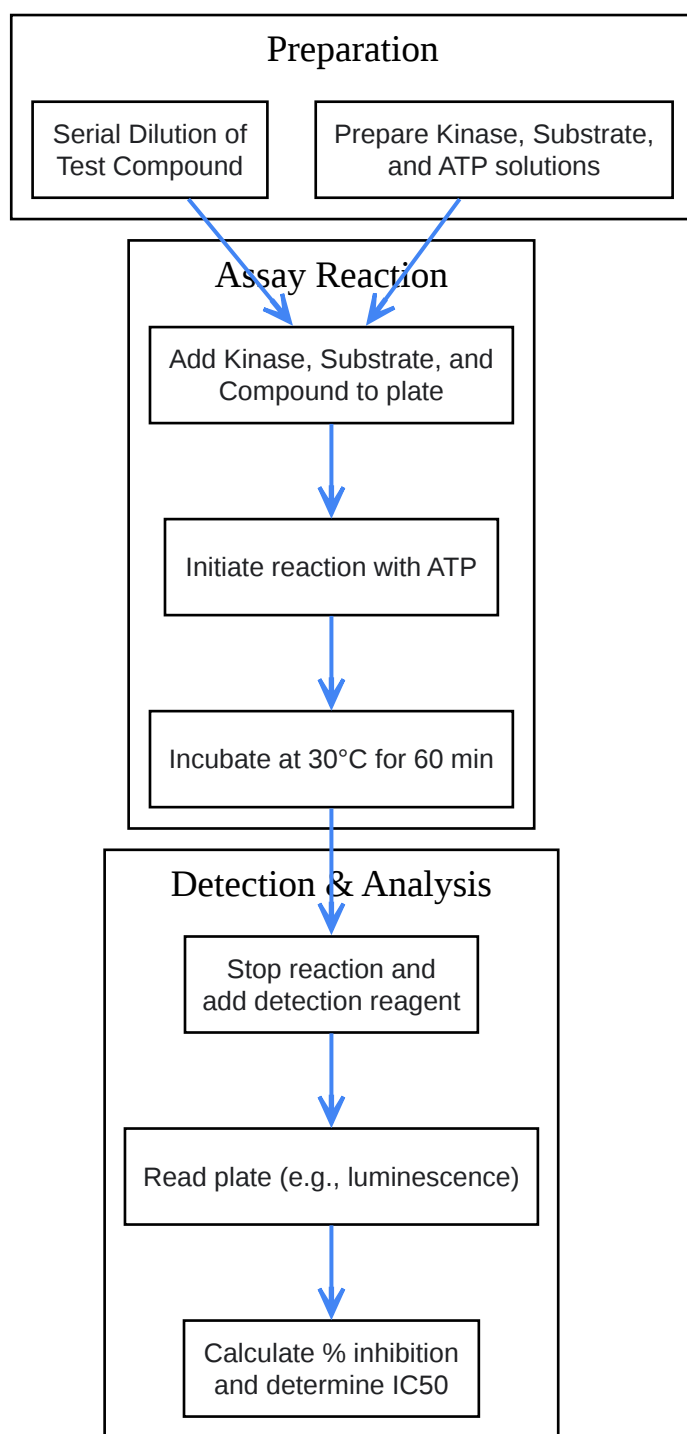 Preparation
Serial Dilution of
Test Compound
Prepare Kinase, Substrate,
and ATP solutions
Assay Reaction
Add Kinase, Substrate, and
Compound to plate
Initiate reaction with ATP
Incubate at 30°C for 60 min
Detection & Analysis
Stop reaction and
add detection reagent
Read plate (e.g., luminescence)
Calculate % inhibition
and determine IC50